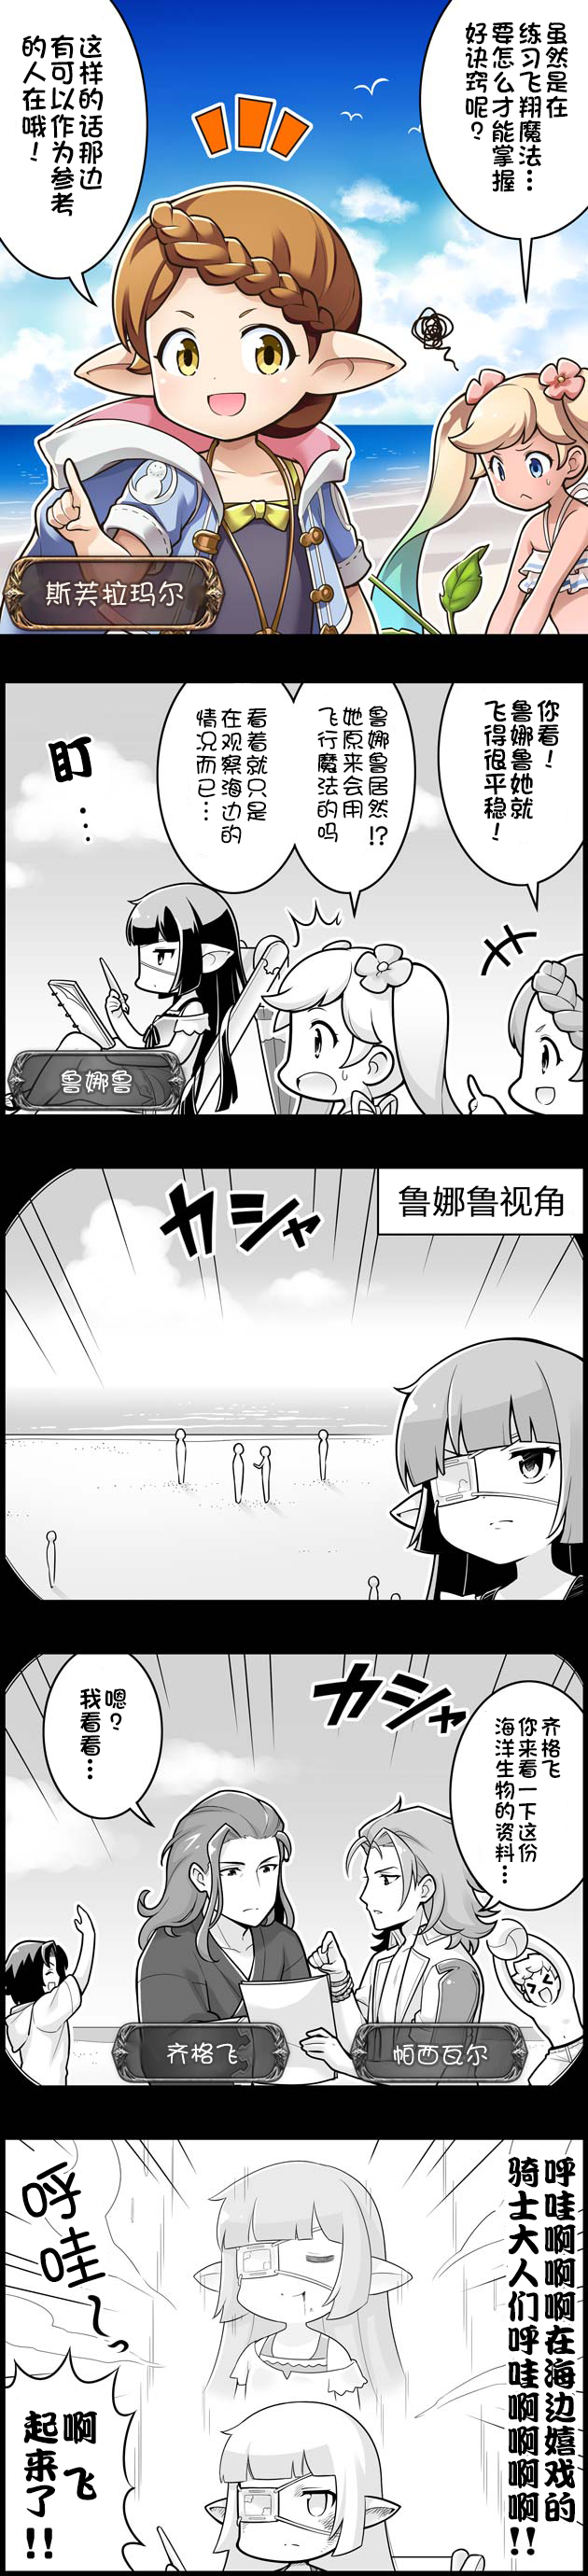 虽然是在
练习飞翔魔法…
要怎么才能掌握
好诀窍呢？
这样的话那边
有可以作为参考
的人在哦！
斯芙拉玛尔
你看！
鲁娜鲁她就
飞得很平稳！
鲁娜鲁居然!?
她原来会用
飞行魔法的吗
看着就只是
在观察海边的
情况而已…
盯…
鲁娜鲁
鲁娜鲁视角
カシャ
カシャ
齐格飞
你来看一下这份
海洋生物的资料…
嗯？
我看看…
齐格飞
帕西瓦尔
呼哇啊啊啊在海边嬉戏的
骑士大人们呼哇啊啊啊啊!!
呼哇～っ
啊飞
起来了!!